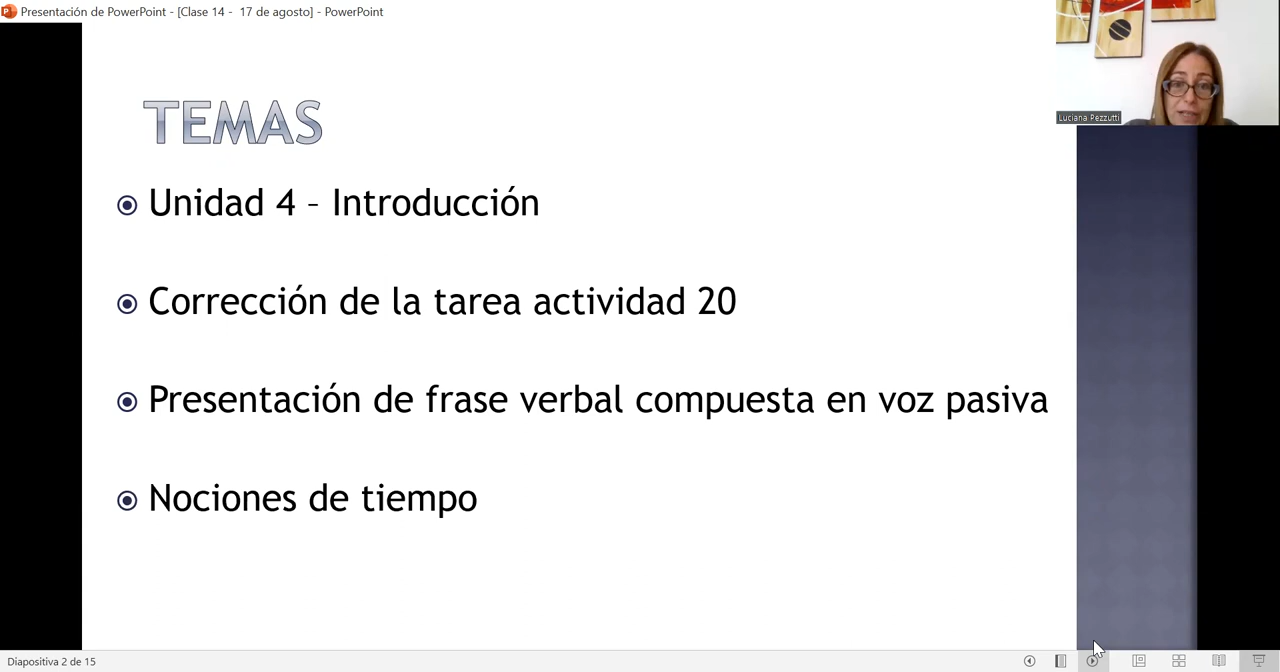 Presentación de PowerPoint - [Clase 14 - 17 de agosto] - PowerPoint
Luciana Pezzutti
TEMAS
Unidad 4 – Introducción
Corrección de la tarea actividad 20
Presentación de frase verbal compuesta en voz pasiva
Nociones de tiempo
Diapositiva 2 de 15